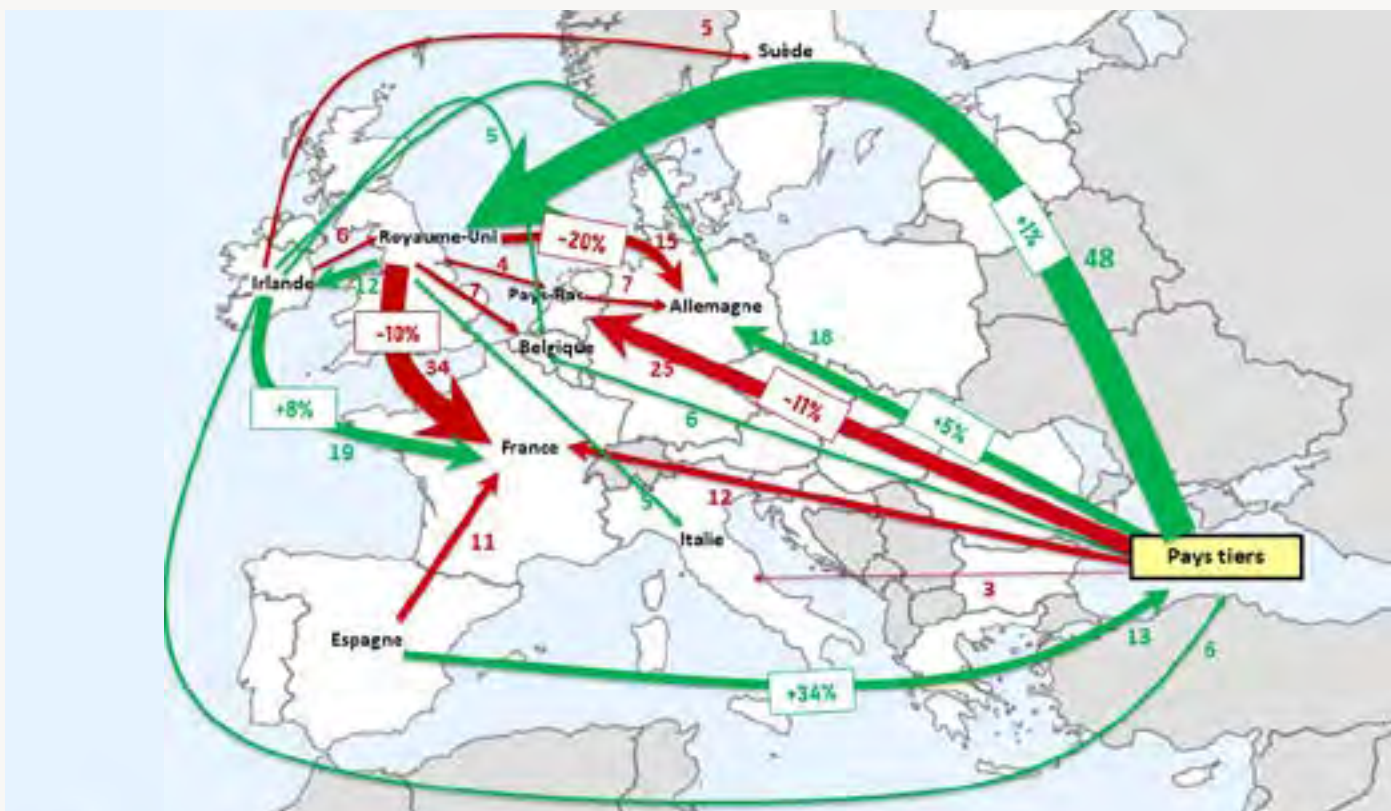 5
Suède
5
+1%
48
6
Royaume-Uni
-20%
15
Irlande
12
4
7
Pays-Bas
7
Allemagne
-10%
Belgique
18
34
25
-11%
+8%
6
+5%
19
France
12
5
Italie
11
Pays tiers
3
Espagne
13
6
+34%